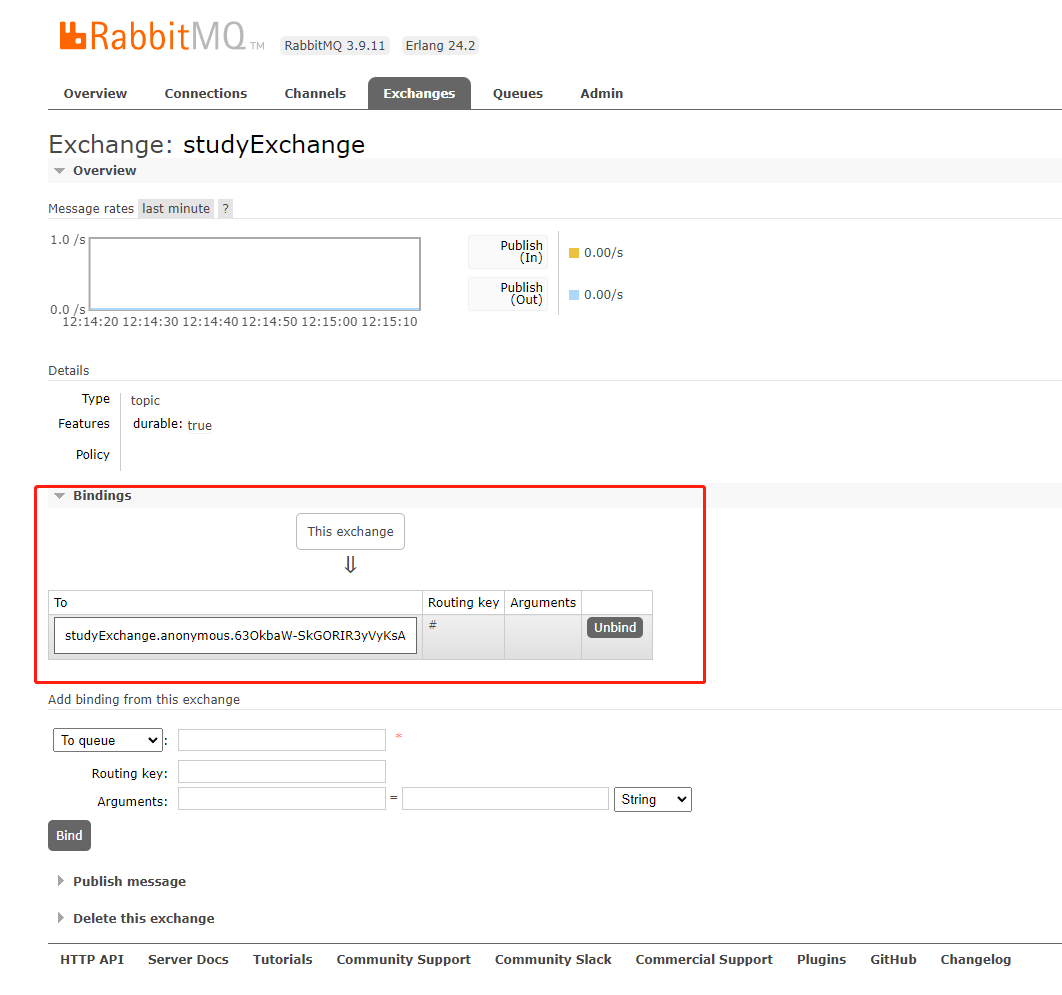 RabbitMQ TM RabbitMQ 3.9.11 Erlang 24.2
Overview Connections Channels Exchanges Queues Admin
Exchange: studyExchange
Overview
Message rates last minute ?
1.0 /s
0.0 /s
12:14:20 12:14:30 12:14:40 12:14:50 12:15:00 12:15:10
Publish
(In)
0.00/s
Publish
(Out)
0.00/s
Details
Type topic
Features durable: true
Policy
Bindings
This exchange
⇓
To Routing key Arguments
studyExchange.anonymous.63OkbaW-SkGORIR3yVyKsA # Unbind
Add binding from this exchange
To queue : *
Routing key:
Arguments: = String
Bind
Publish message
Delete this exchange
HTTP API Server Docs Tutorials Community Support Community Slack Commercial Support Plugins GitHub Changelog